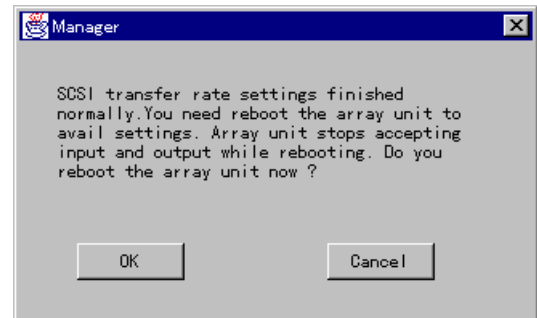 Manager
SCSI transfer rate settings finished
normally.You need reboot the array unit to
avail settings. Array unit stops accepting
input and output while rebooting. Do you
reboot the array unit now ?
OK Cancel